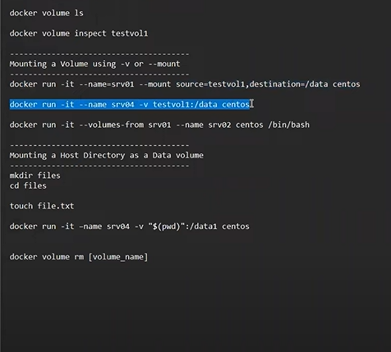 docker volume ls
docker volume inspect testvol1
-------------------------------------
Mounting a Volume using -v or --mount
-------------------------------------
docker run -it --name=srv01 --mount source=testvol1,destination=/data centos
docker run -it --name srv04 -v testvol1:/data centos
docker run -it --volumes-from srv01 --name srv02 centos /bin/bash
-------------------------------------
Mounting a Host Directory as a Data volume
-------------------------------------
mkdir files
cd files
touch file.txt
docker run -it –name srv04 -v "$(pwd)":/data1 centos
docker volume rm [volume_name]